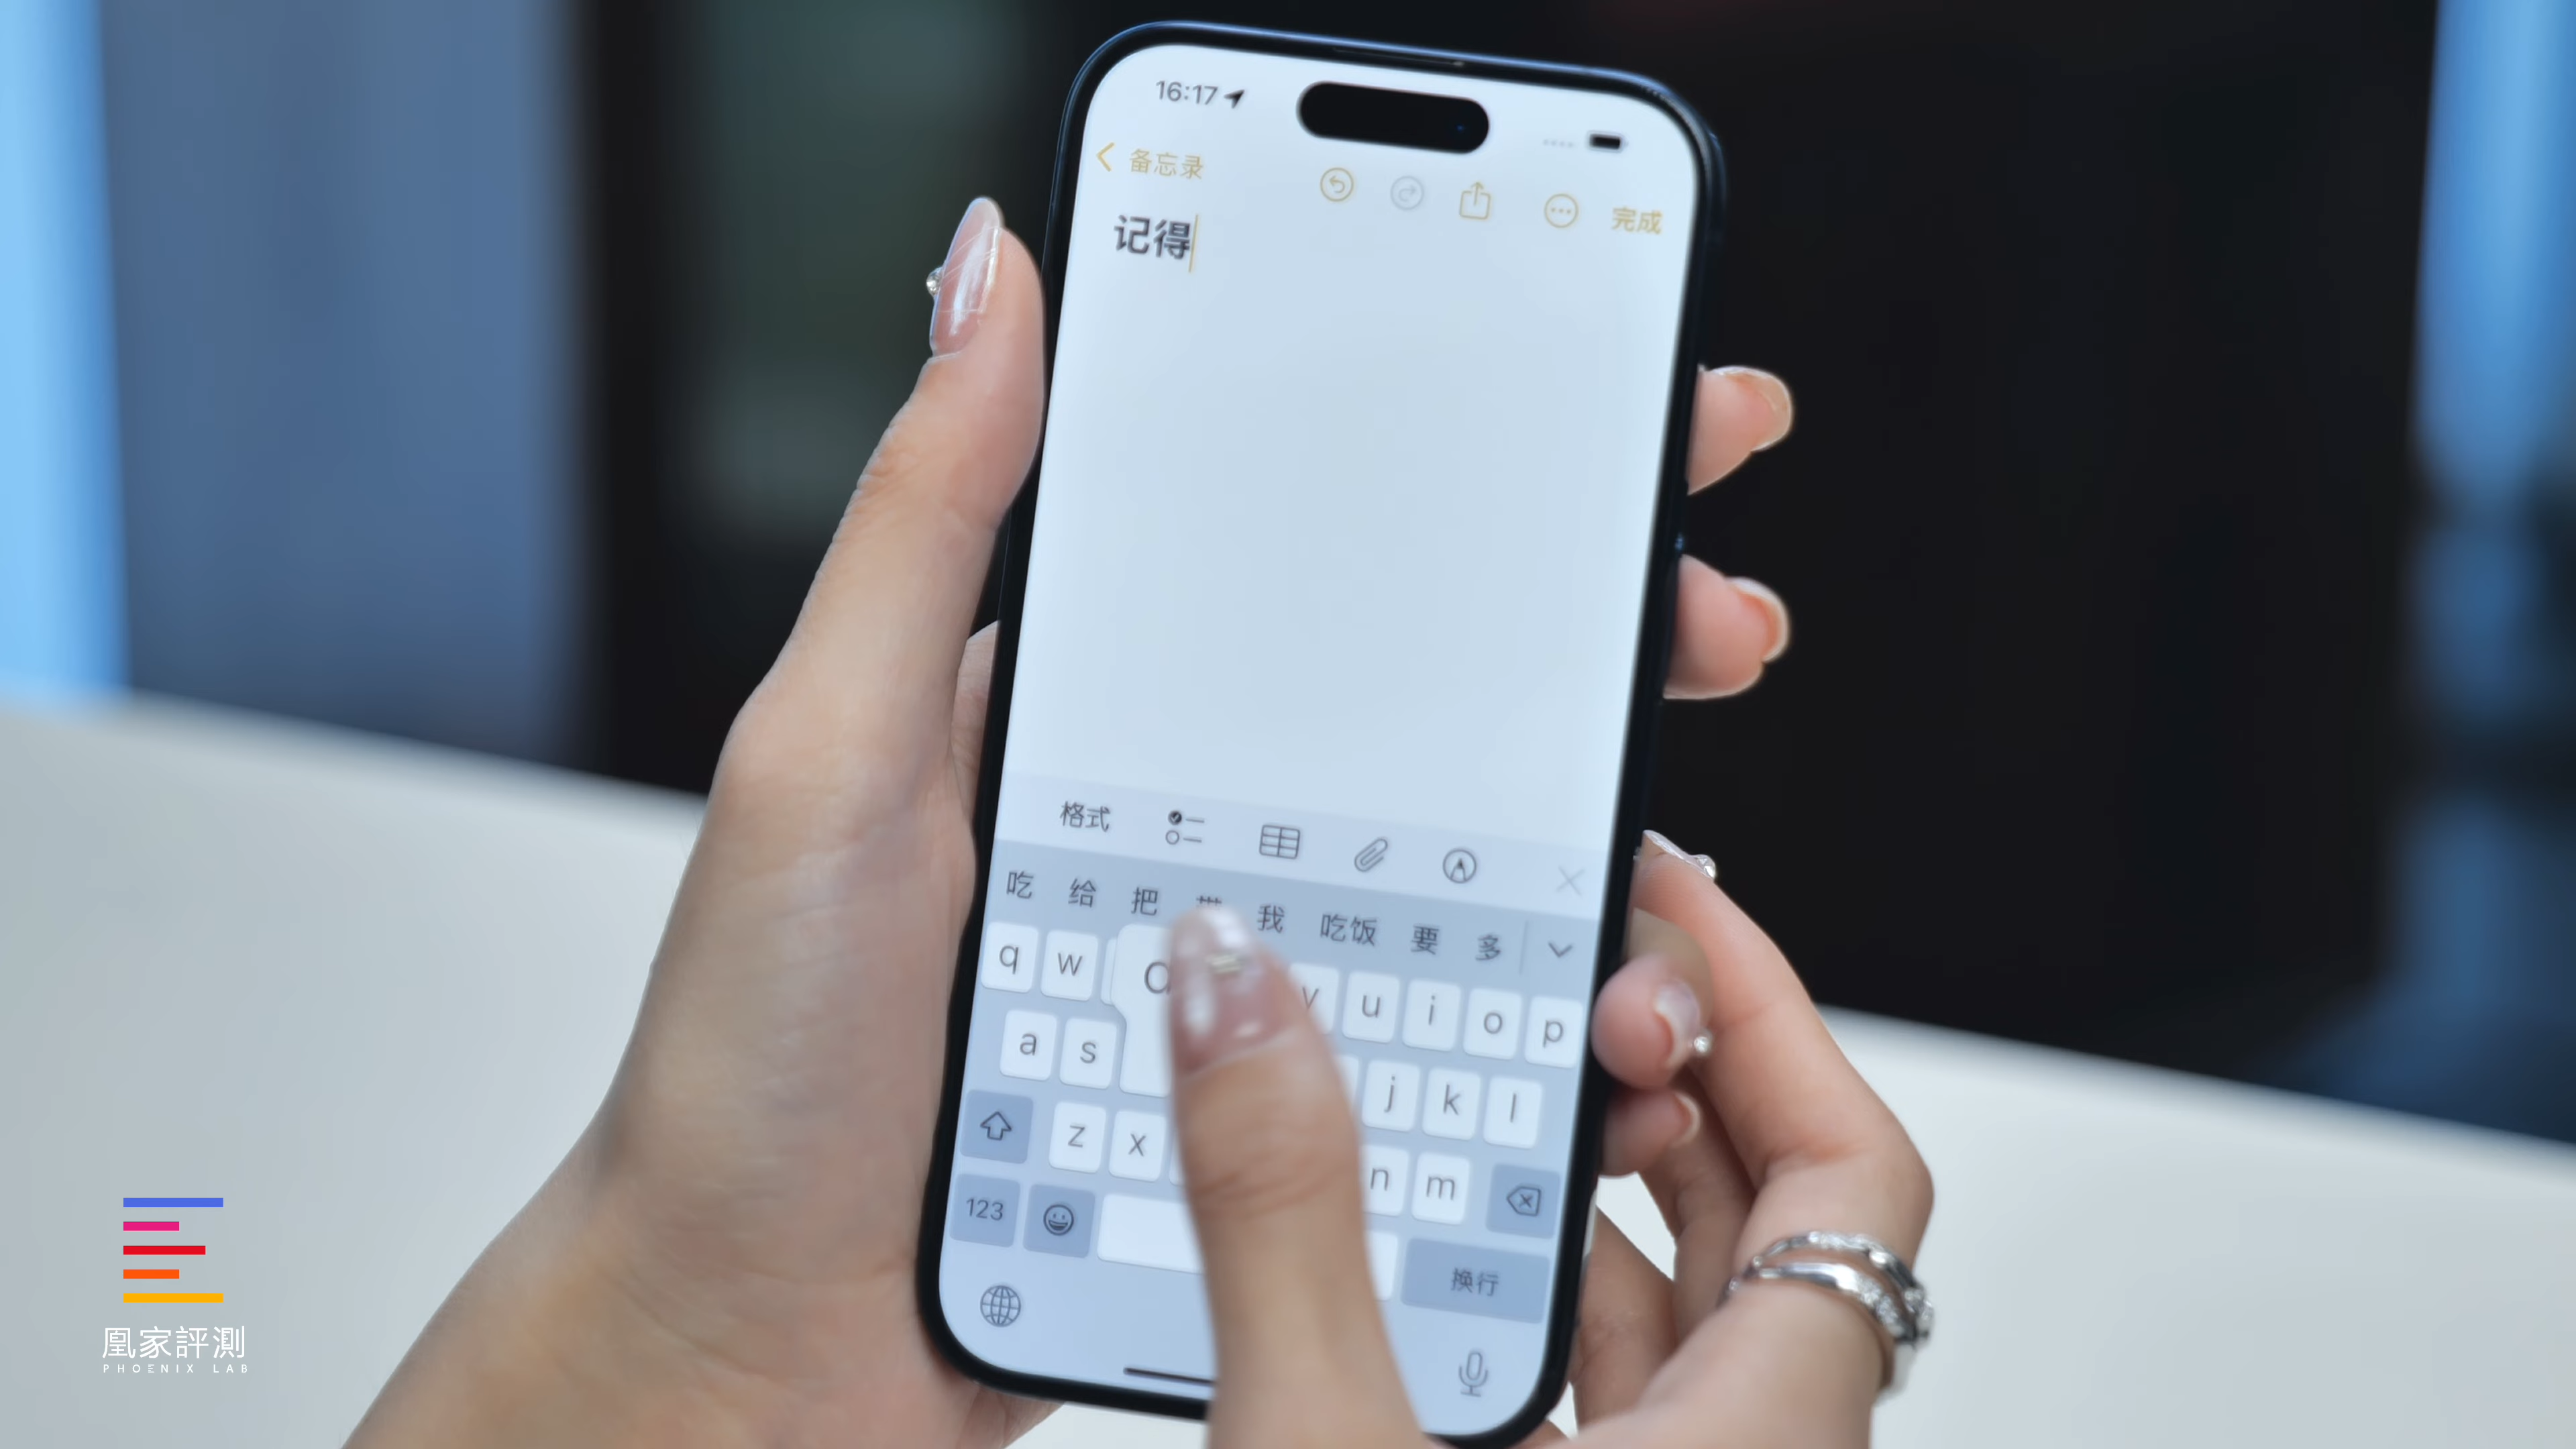 16:17
备忘录
完成
记得
格式
吃 给 把 我 吃饭 要 多
q w u i o p
a s j k l
z x n m
123
换行
凰家評測
PHOENIX LAB